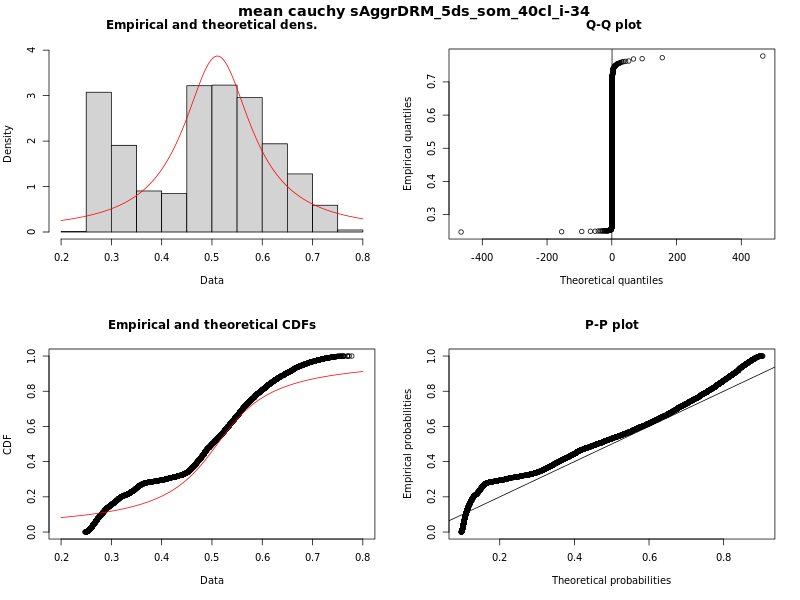 mean cauchy sAggrDRM_5ds_som_40cl_i-34
Empirical and theoretical dens.
Density
0 1 2 3 4
0.2 0.3 0.4 0.5 0.6 0.7 0.8
Data
Q-Q plot
Empirical quantiles
0.3 0.4 0.5 0.6 0.7
-400 -200 0 200 400
Theoretical quantiles
Empirical and theoretical CDFs
CDF
0.0 0.2 0.4 0.6 0.8 1.0
0.2 0.3 0.4 0.5 0.6 0.7 0.8
Data
P-P plot
Empirical probabilities
0.0 0.2 0.4 0.6 0.8 1.0
0.2 0.4 0.6 0.8
Theoretical probabilities